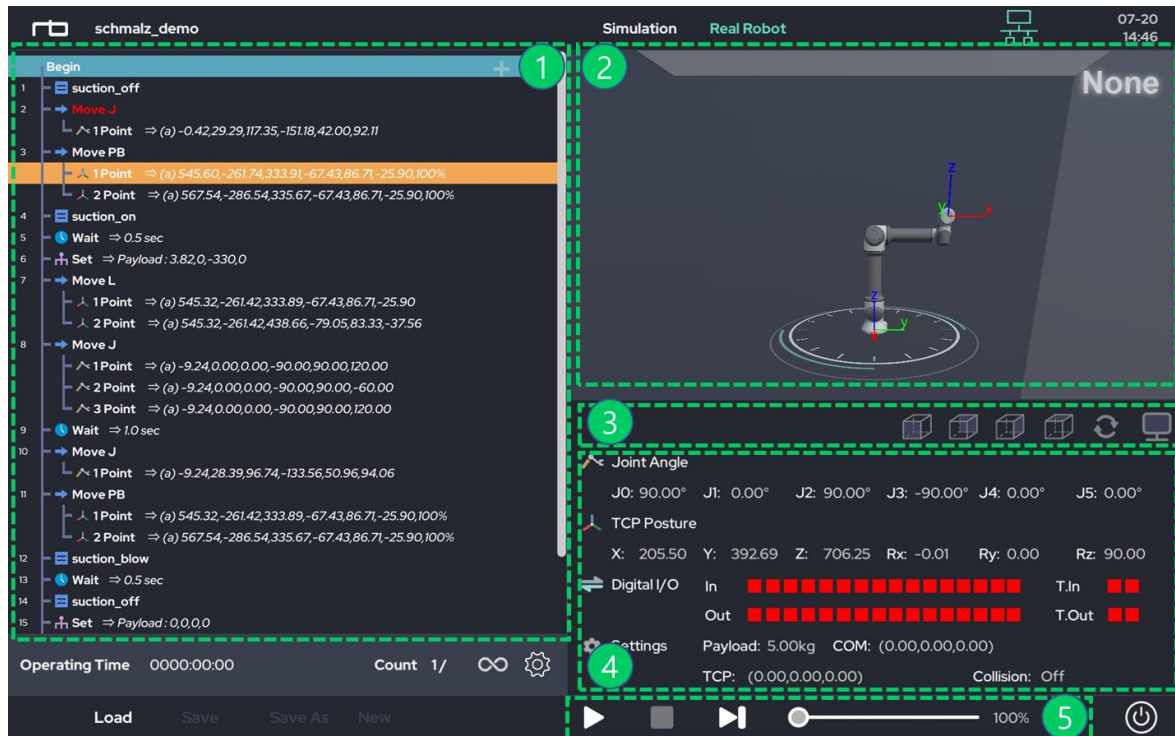 schmalz_demo
Simulation Real Robot
07-20
14:46
1
Begin
1 suction_off
2 Move J
1 Point ⇒ (a) -0.42,29.29,117.35,-151.18,42.00,92.11
3 Move PB
1 Point ⇒ (a) 545.60,-261.74,333.91,-67.43,86.71,-25.90,100%
2 Point ⇒ (a) 567.54,-286.54,335.67,-67.43,86.71,-25.90,100%
4 suction_on
5 Wait ⇒ 0.5 sec
6 Set ⇒ Payload : 3.82,0,-330,0
7 Move L
1 Point ⇒ (a) 545.32,-261.42,333.89,-67.43,86.71,-25.90
2 Point ⇒ (a) 545.32,-261.42,438.66,-79.05,83.33,-37.56
8 Move J
1 Point ⇒ (a) -9.24,0.00,0.00,-90.00,90.00,120.00
2 Point ⇒ (a) -9.24,0.00,0.00,-90.00,90.00,-60.00
3 Point ⇒ (a) -9.24,0.00,0.00,-90.00,90.00,120.00
9 Wait ⇒ 1.0 sec
10 Move J
1 Point ⇒ (a) -9.24,28.39,96.74,-133.56,50.96,94.06
11 Move PB
1 Point ⇒ (a) 545.32,-261.42,333.89,-67.43,86.71,-25.90,100%
2 Point ⇒ (a) 567.54,-286.54,335.67,-67.43,86.71,-25.90,100%
12 suction_blow
13 Wait ⇒ 0.5 sec
14 suction_off
15 Set ⇒ Payload : 0,0,0,0
Operating Time 0000:00:00 Count 1/
Load Save Save As New
2
None
z
y x
z
x y
3
Joint Angle
J0: 90.00° J1: 0.00° J2: 90.00° J3: -90.00° J4: 0.00° J5: 0.00°
TCP Posture
X: 205.50 Y: 392.69 Z: 706.25 Rx: -0.01 Ry: 0.00 Rz: 90.00
Digital I/O In T.In
Out T.Out
4
Settings Payload: 5.00kg COM: (0.00,0.00,0.00)
TCP: (0.00,0.00,0.00) Collision: Off
100% 5